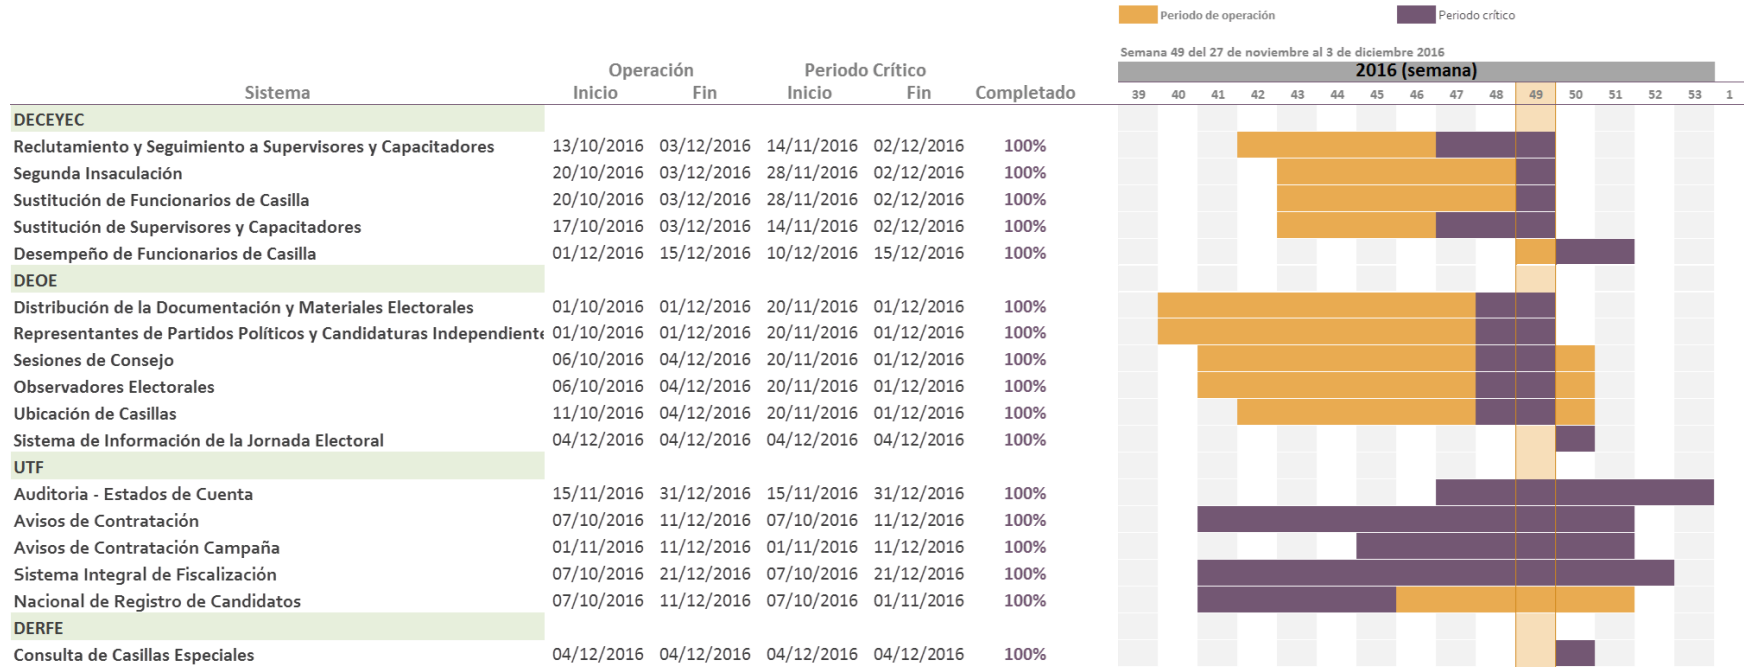 Periodo de operación Periodo crítico
Semana 49 del 27 de noviembre al 3 de diciembre 2016
Operación Periodo Crítico 2016 (semana)
Sistema Inicio Fin Inicio Fin Completado 39 40 41 42 43 44 45 46 47 48 49 50 51 52 53 1
DECEYEC
Reclutamiento y Seguimiento a Supervisores y Capacitadores 13/10/2016 03/12/2016 14/11/2016 02/12/2016 100%
Segunda Insaculación 20/10/2016 03/12/2016 28/11/2016 02/12/2016 100%
Sustitución de Funcionarios de Casilla 20/10/2016 03/12/2016 28/11/2016 02/12/2016 100%
Sustitución de Supervisores y Capacitadores 17/10/2016 03/12/2016 14/11/2016 02/12/2016 100%
Desempeño de Funcionarios de Casilla 01/12/2016 15/12/2016 10/12/2016 15/12/2016 100%
DEOE
Distribución de la Documentación y Materiales Electorales 01/10/2016 01/12/2016 20/11/2016 01/12/2016 100%
Representantes de Partidos Políticos y Candidaturas Independiente 01/10/2016 01/12/2016 20/11/2016 01/12/2016 100%
Sesiones de Consejo 06/10/2016 04/12/2016 20/11/2016 01/12/2016 100%
Observadores Electorales 06/10/2016 04/12/2016 20/11/2016 01/12/2016 100%
Ubicación de Casillas 11/10/2016 04/12/2016 20/11/2016 01/12/2016 100%
Sistema de Información de la Jornada Electoral 04/12/2016 04/12/2016 04/12/2016 04/12/2016 100%
UTF
Auditoria - Estados de Cuenta 15/11/2016 31/12/2016 15/11/2016 31/12/2016 100%
Avisos de Contratación 07/10/2016 11/12/2016 07/10/2016 11/12/2016 100%
Avisos de Contratación Campaña 01/11/2016 11/12/2016 01/11/2016 11/12/2016 100%
Sistema Integral de Fiscalización 07/10/2016 21/12/2016 07/10/2016 21/12/2016 100%
Nacional de Registro de Candidatos 07/10/2016 11/12/2016 07/10/2016 01/11/2016 100%
DERFE
Consulta de Casillas Especiales 04/12/2016 04/12/2016 04/12/2016 04/12/2016 100%